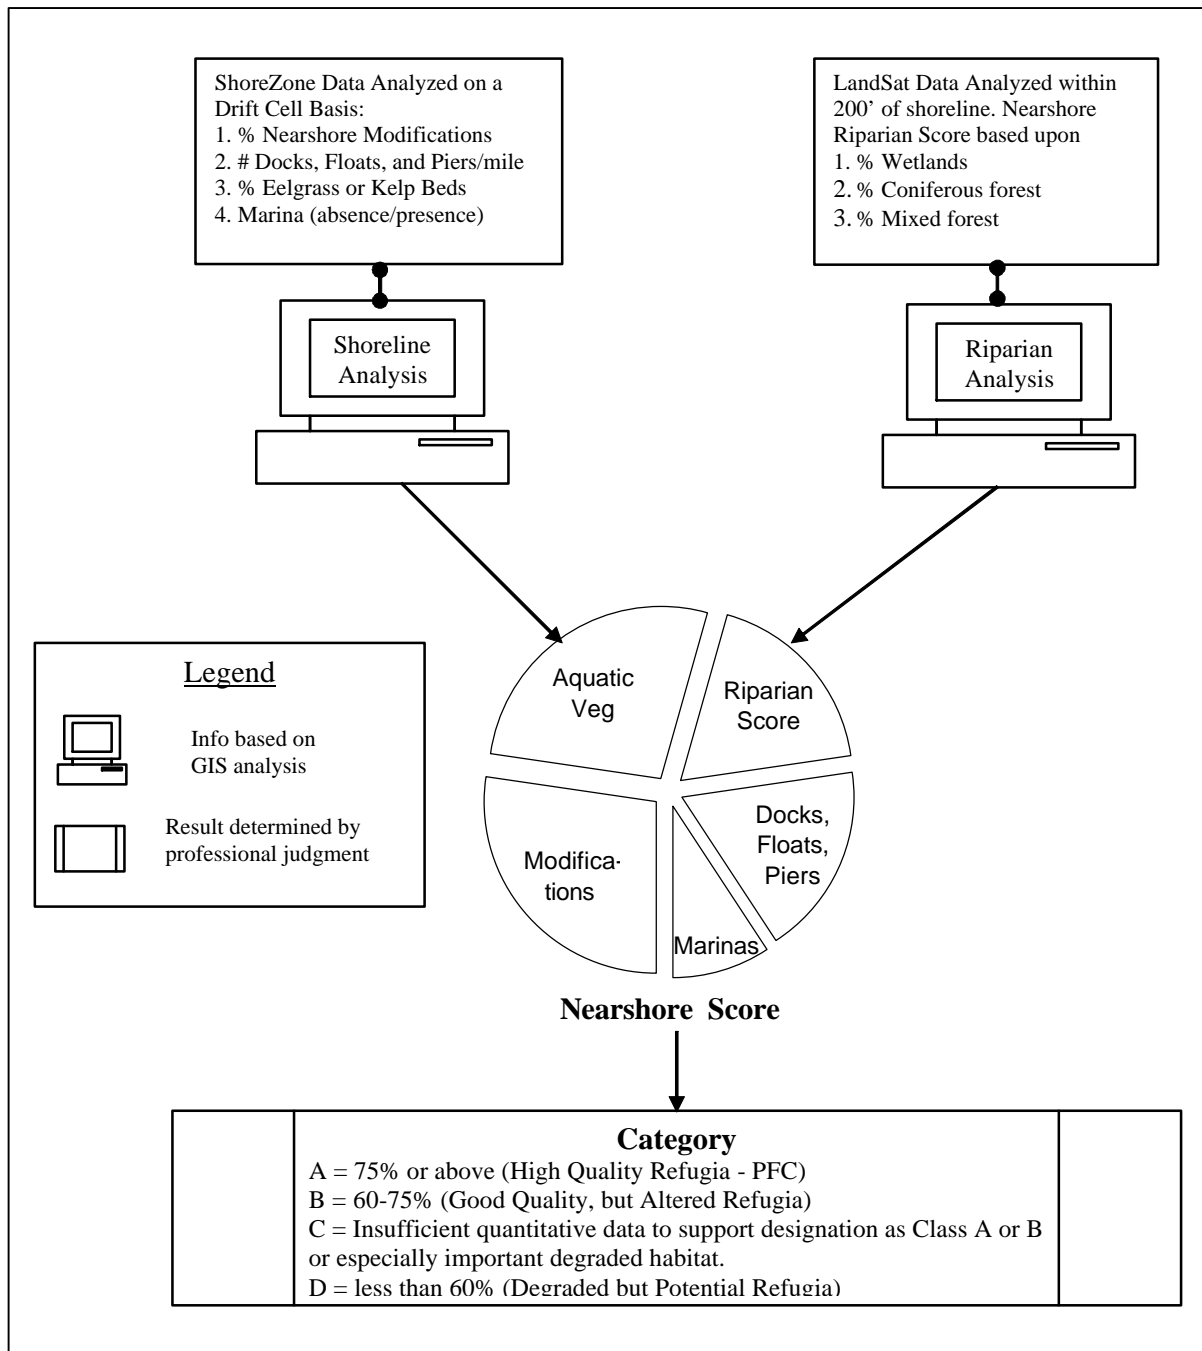 ShoreZone Data Analyzed on a
Drift Cell Basis:
1. % Nearshore Modifications
2. # Docks, Floats, and Piers/mile
3. % Eelgrass or Kelp Beds
4. Marina (absence/presence)
LandSat Data Analyzed within
200' of shoreline. Nearshore
Riparian Score based upon
1. % Wetlands
2. % Coniferous forest
3. % Mixed forest
Shoreline
Analysis
Riparian
Analysis
Aquatic
Veg
Riparian
Score
Docks,
Floats,
Piers
Modifica-
tions
Marinas
Legend
Info based on
GIS analysis
Result determined by
professional judgment
Nearshore Score
Category
A = 75% or above (High Quality Refugia - PFC)
B = 60-75% (Good Quality, but Altered Refugia)
C = Insufficient quantitative data to support designation as Class A or B
or especially important degraded habitat.
D = less than 60% (Degraded but Potential Refugia)